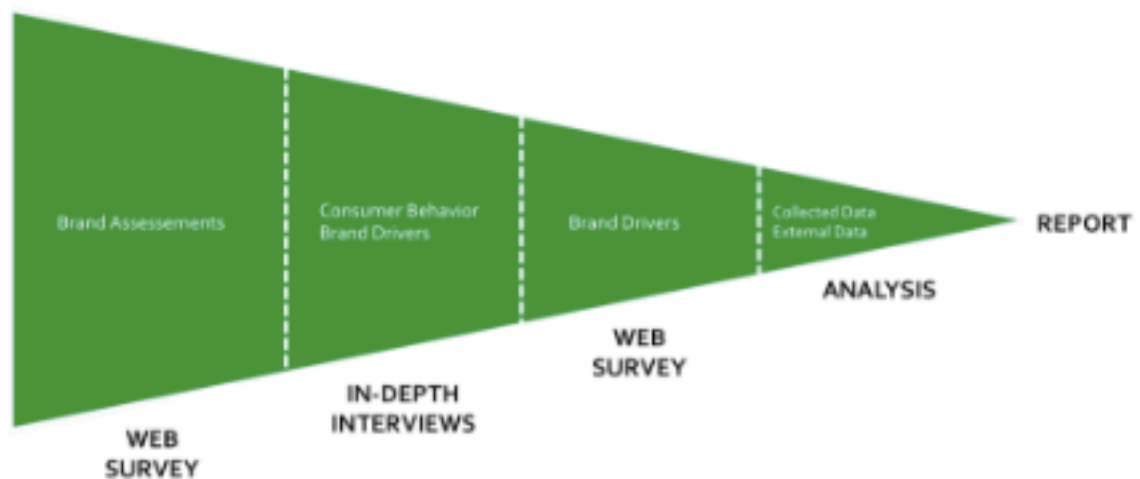 Brand Assessements
Consumer Behavior
Brand Drivers
Brand Drivers
Collected Data
External Data
REPORT
ANALYSIS
WEB
SURVEY
IN-DEPTH
INTERVIEWS
WEB
SURVEY